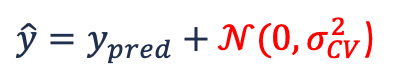 ŷ = y_pred + 𝒩(0, σ²_CV)